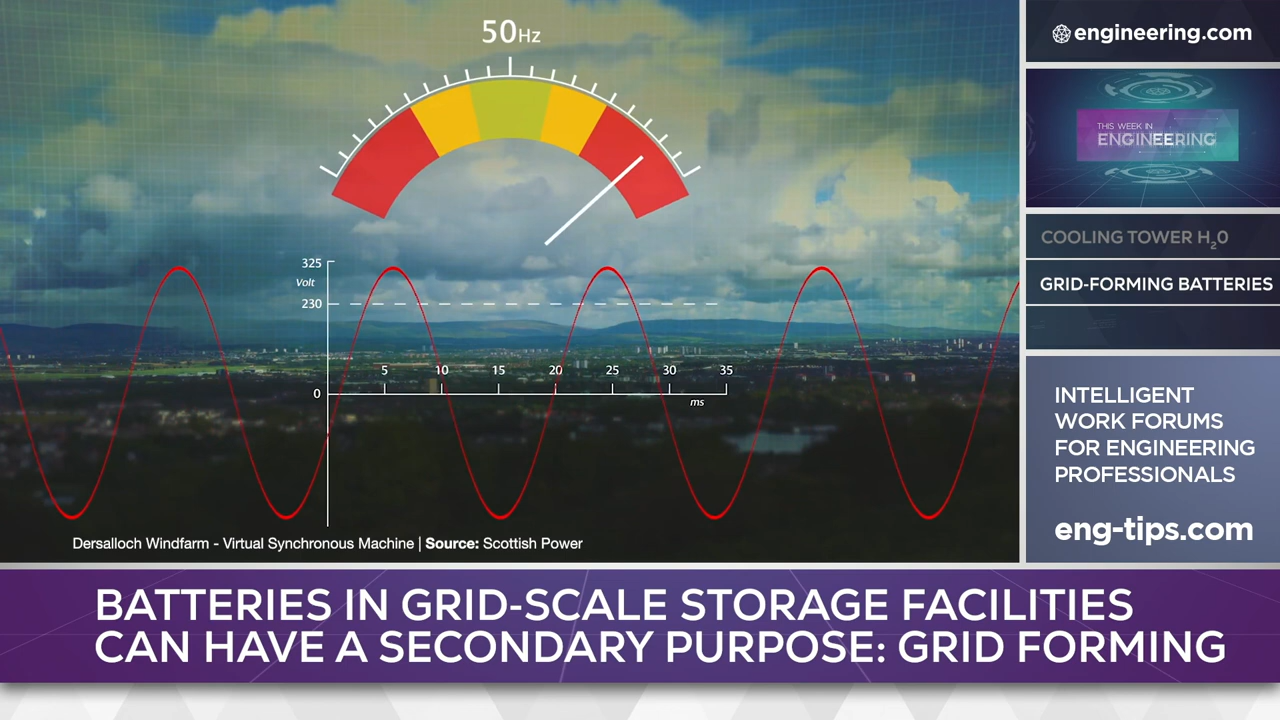 50Hz
325
Volt
230
5 10 15 20 25 30 35
0
ms
Dersalloch Windfarm - Virtual Synchronous Machine | Source: Scottish Power
engineering.com
THIS WEEK IN
ENGINEERING
COOLING TOWER H₂0
GRID-FORMING BATTERIES
INTELLIGENT
WORK FORUMS
FOR ENGINEERING
PROFESSIONALS
eng-tips.com
BATTERIES IN GRID-SCALE STORAGE FACILITIES
CAN HAVE A SECONDARY PURPOSE: GRID FORMING